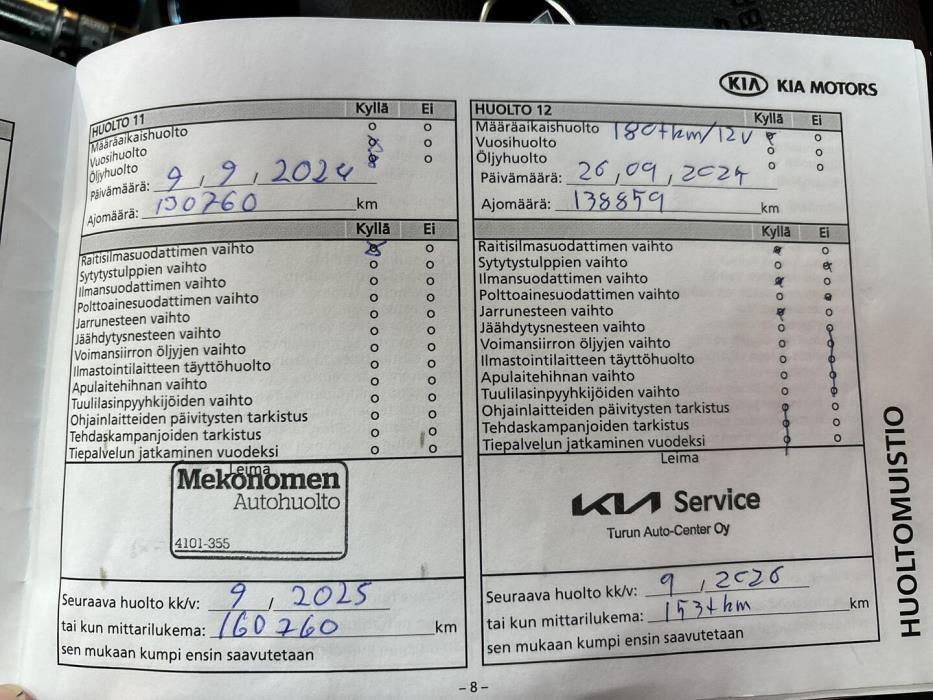 KIA KIA MOTORS
HUOLTO 11 Kyllä Ei
Määräaikaishuolto
Vuosihuolto
Öljyhuolto
Päivämäärä: 9, 9, 2024
Ajomäärä: 130760 km
Kyllä Ei
Raitisilmasuodattimen vaihto
Sytytystulppien vaihto
Ilmansuodattimen vaihto
Polttoainesuodattimen vaihto
Jarrunesteen vaihto
Jäähdytysnesteen vaihto
Voimansiirron öljyjen vaihto
Ilmastointilaitteen täyttöhuolto
Apulaitehihnan vaihto
Tuulilasinpyyhkijöiden vaihto
Ohjainlaitteiden päivitysten tarkistus
Tehdaskampanjoiden tarkistus
Tiepalvelun jatkaminen vuodeksi
Leima
Mekonomen
Autohuolto
4101-355
Seuraava huolto kk/v: 9, 2025
tai kun mittarilukema: 160760 km
sen mukaan kumpi ensin saavutetaan
HUOLTO 12 Kyllä Ei
Määräaikaishuolto 180tkm/12v
Vuosihuolto
Öljyhuolto
Päivämäärä: 26, 09, 2024
Ajomäärä: 138859 km
Kyllä Ei
Raitisilmasuodattimen vaihto
Sytytystulppien vaihto
Ilmansuodattimen vaihto
Polttoainesuodattimen vaihto
Jarrunesteen vaihto
Jäähdytysnesteen vaihto
Voimansiirron öljyjen vaihto
Ilmastointilaitteen täyttöhuolto
Apulaitehihnan vaihto
Tuulilasinpyyhkijöiden vaihto
Ohjainlaitteiden päivitysten tarkistus
Tehdaskampanjoiden tarkistus
Tiepalvelun jatkaminen vuodeksi
Leima
KIA Service
Turun Auto-Center Oy
Seuraava huolto kk/v: 9, 2026
tai kun mittarilukema: 153tkm km
sen mukaan kumpi ensin saavutetaan
HUOLTOMUISTIO
- 8 -